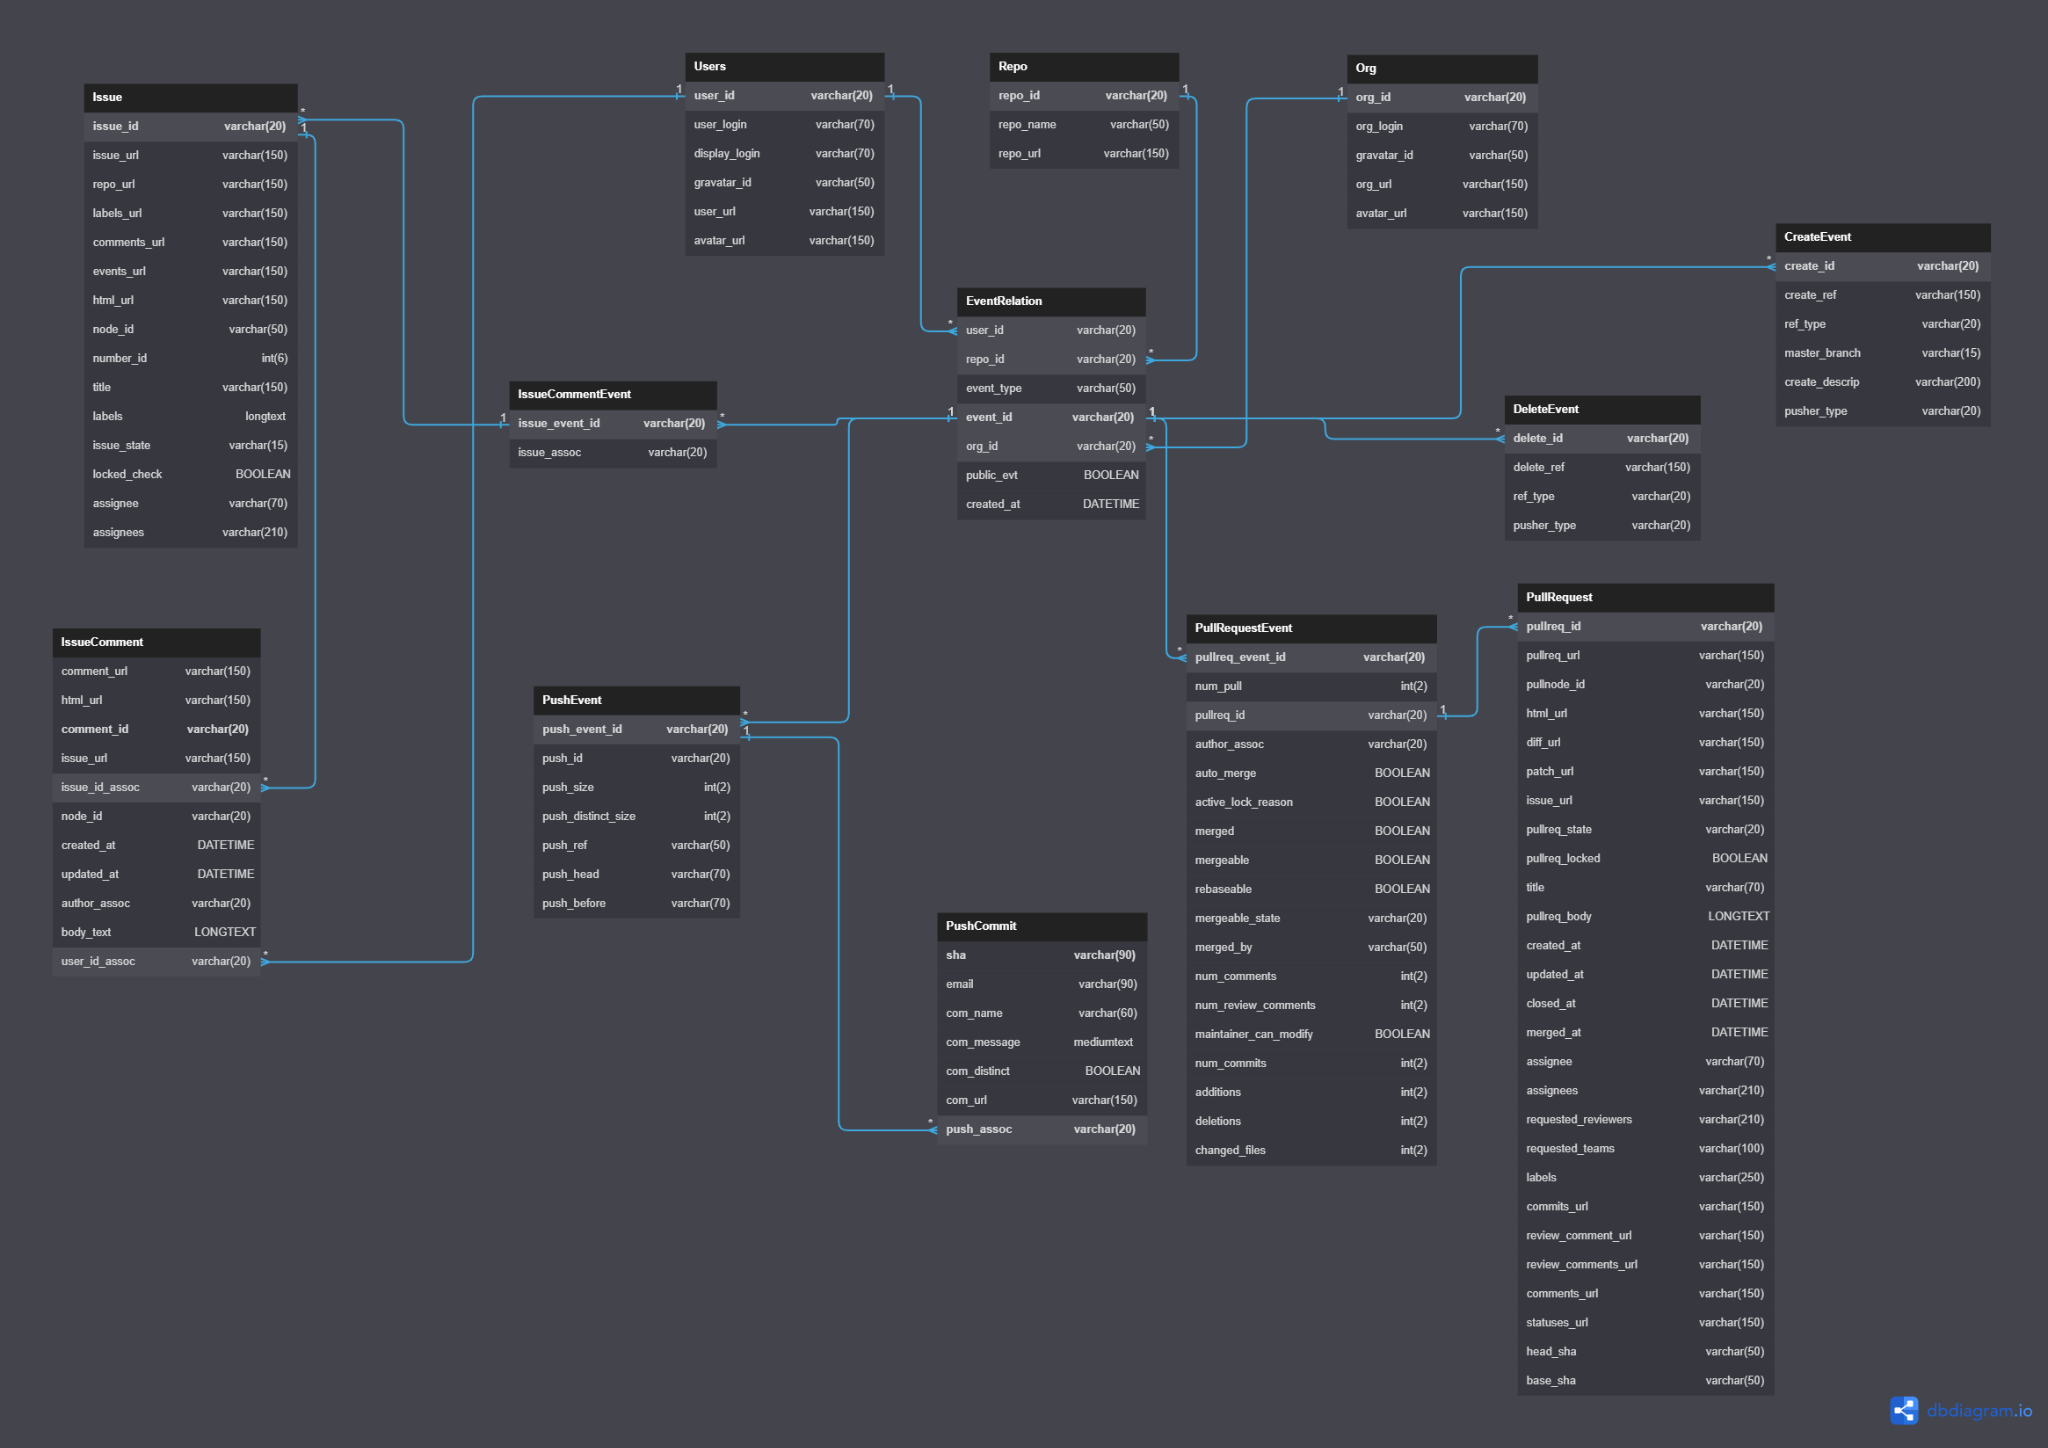 Issue
issue_id varchar(20)
issue_url varchar(150)
repo_url varchar(150)
labels_url varchar(150)
comments_url varchar(150)
events_url varchar(150)
html_url varchar(150)
node_id varchar(50)
number_id int(6)
title varchar(150)
labels longtext
issue_state varchar(15)
locked_check BOOLEAN
assignee varchar(70)
assignees varchar(210)
* 1
Users
1 user_id varchar(20) 1
user_login varchar(70)
display_login varchar(70)
gravatar_id varchar(50)
user_url varchar(150)
avatar_url varchar(150)
Repo
repo_id varchar(20) 1
repo_name varchar(50)
repo_url varchar(150)
Org
1 org_id varchar(20)
org_login varchar(70)
gravatar_id varchar(50)
org_url varchar(150)
avatar_url varchar(150)
CreateEvent
* create_id varchar(20)
create_ref varchar(150)
ref_type varchar(20)
master_branch varchar(15)
create_descrip varchar(200)
pusher_type varchar(20)
EventRelation
* user_id varchar(20)
repo_id varchar(20) *
event_type varchar(50)
1 event_id varchar(20) 1
org_id varchar(20) *
public_evt BOOLEAN
created_at DATETIME
IssueCommentEvent
1 issue_event_id varchar(20) *
issue_assoc varchar(20)
DeleteEvent
* delete_id varchar(20)
delete_ref varchar(150)
ref_type varchar(20)
pusher_type varchar(20)
IssueComment
comment_url varchar(150)
html_url varchar(150)
comment_id varchar(20)
issue_url varchar(150)
issue_id_assoc varchar(20) *
node_id varchar(20)
created_at DATETIME
updated_at DATETIME
author_assoc varchar(20)
body_text LONGTEXT
user_id_assoc varchar(20) *
PushEvent
push_event_id varchar(20) * 1
push_id varchar(20)
push_size int(2)
push_distinct_size int(2)
push_ref varchar(50)
push_head varchar(70)
push_before varchar(70)
PushCommit
sha varchar(90)
email varchar(90)
com_name varchar(60)
com_message mediumtext
com_distinct BOOLEAN
com_url varchar(150)
* push_assoc varchar(20)
PullRequestEvent
* pullreq_event_id varchar(20)
num_pull int(2)
pullreq_id varchar(20) 1
author_assoc varchar(20)
auto_merge BOOLEAN
active_lock_reason BOOLEAN
merged BOOLEAN
mergeable BOOLEAN
rebaseable BOOLEAN
mergeable_state varchar(20)
merged_by varchar(50)
num_comments int(2)
num_review_comments int(2)
maintainer_can_modify BOOLEAN
num_commits int(2)
additions int(2)
deletions int(2)
changed_files int(2)
PullRequest
* pullreq_id varchar(20)
pullreq_url varchar(150)
pullnode_id varchar(20)
html_url varchar(150)
diff_url varchar(150)
patch_url varchar(150)
issue_url varchar(150)
pullreq_state varchar(20)
pullreq_locked BOOLEAN
title varchar(70)
pullreq_body LONGTEXT
created_at DATETIME
updated_at DATETIME
closed_at DATETIME
merged_at DATETIME
assignee varchar(70)
assignees varchar(210)
requested_reviewers varchar(210)
requested_teams varchar(100)
labels varchar(250)
commits_url varchar(150)
review_comment_url varchar(150)
review_comments_url varchar(150)
comments_url varchar(150)
statuses_url varchar(150)
head_sha varchar(50)
base_sha varchar(50)
dbdiagram.io